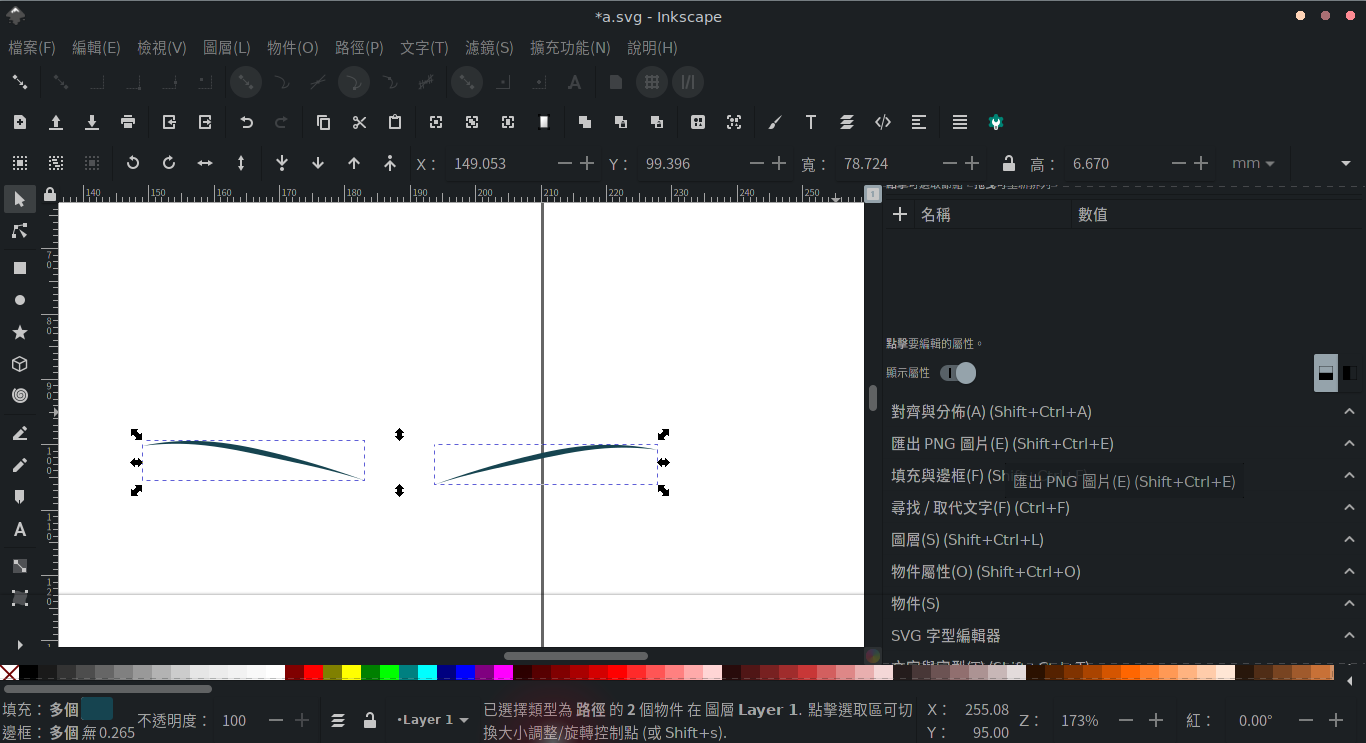 *a.svg - Inkscape
檔案(F) 編輯(E) 檢視(V) 圖層(L) 物件(O) 路徑(P) 文字(T) 濾鏡(S) 擴充功能(N) 說明(H)
X： 149.053 Y： 99.396 寬： 78.724 高： 6.670 mm
140 150 160 170 180 190 200 210 220 230 240 250
1
名稱 數值
70
80
90
100
110
120
點擊要編輯的屬性。
顯示屬性
對齊與分佈(A) (Shift+Ctrl+A)
匯出 PNG 圖片(E) (Shift+Ctrl+E)
填充與邊框(F)
匯出 PNG 圖片(E) (Shift+Ctrl+E)
尋找 / 取代文字(F) (Ctrl+F)
圖層(S) (Shift+Ctrl+L)
物件屬性(O) (Shift+Ctrl+O)
物件(S)
SVG 字型編輯器
填充： 多個 不透明度： 100 •Layer 1 已選擇類型為 路徑 的 2 個物件 在 圖層 Layer 1. 點擊選取區可切 X： 255.08 Z： 173% 紅： 0.00°
邊框： 多個 無 0.265 換大小調整/旋轉控制點 (或 Shift+s). Y： 95.00